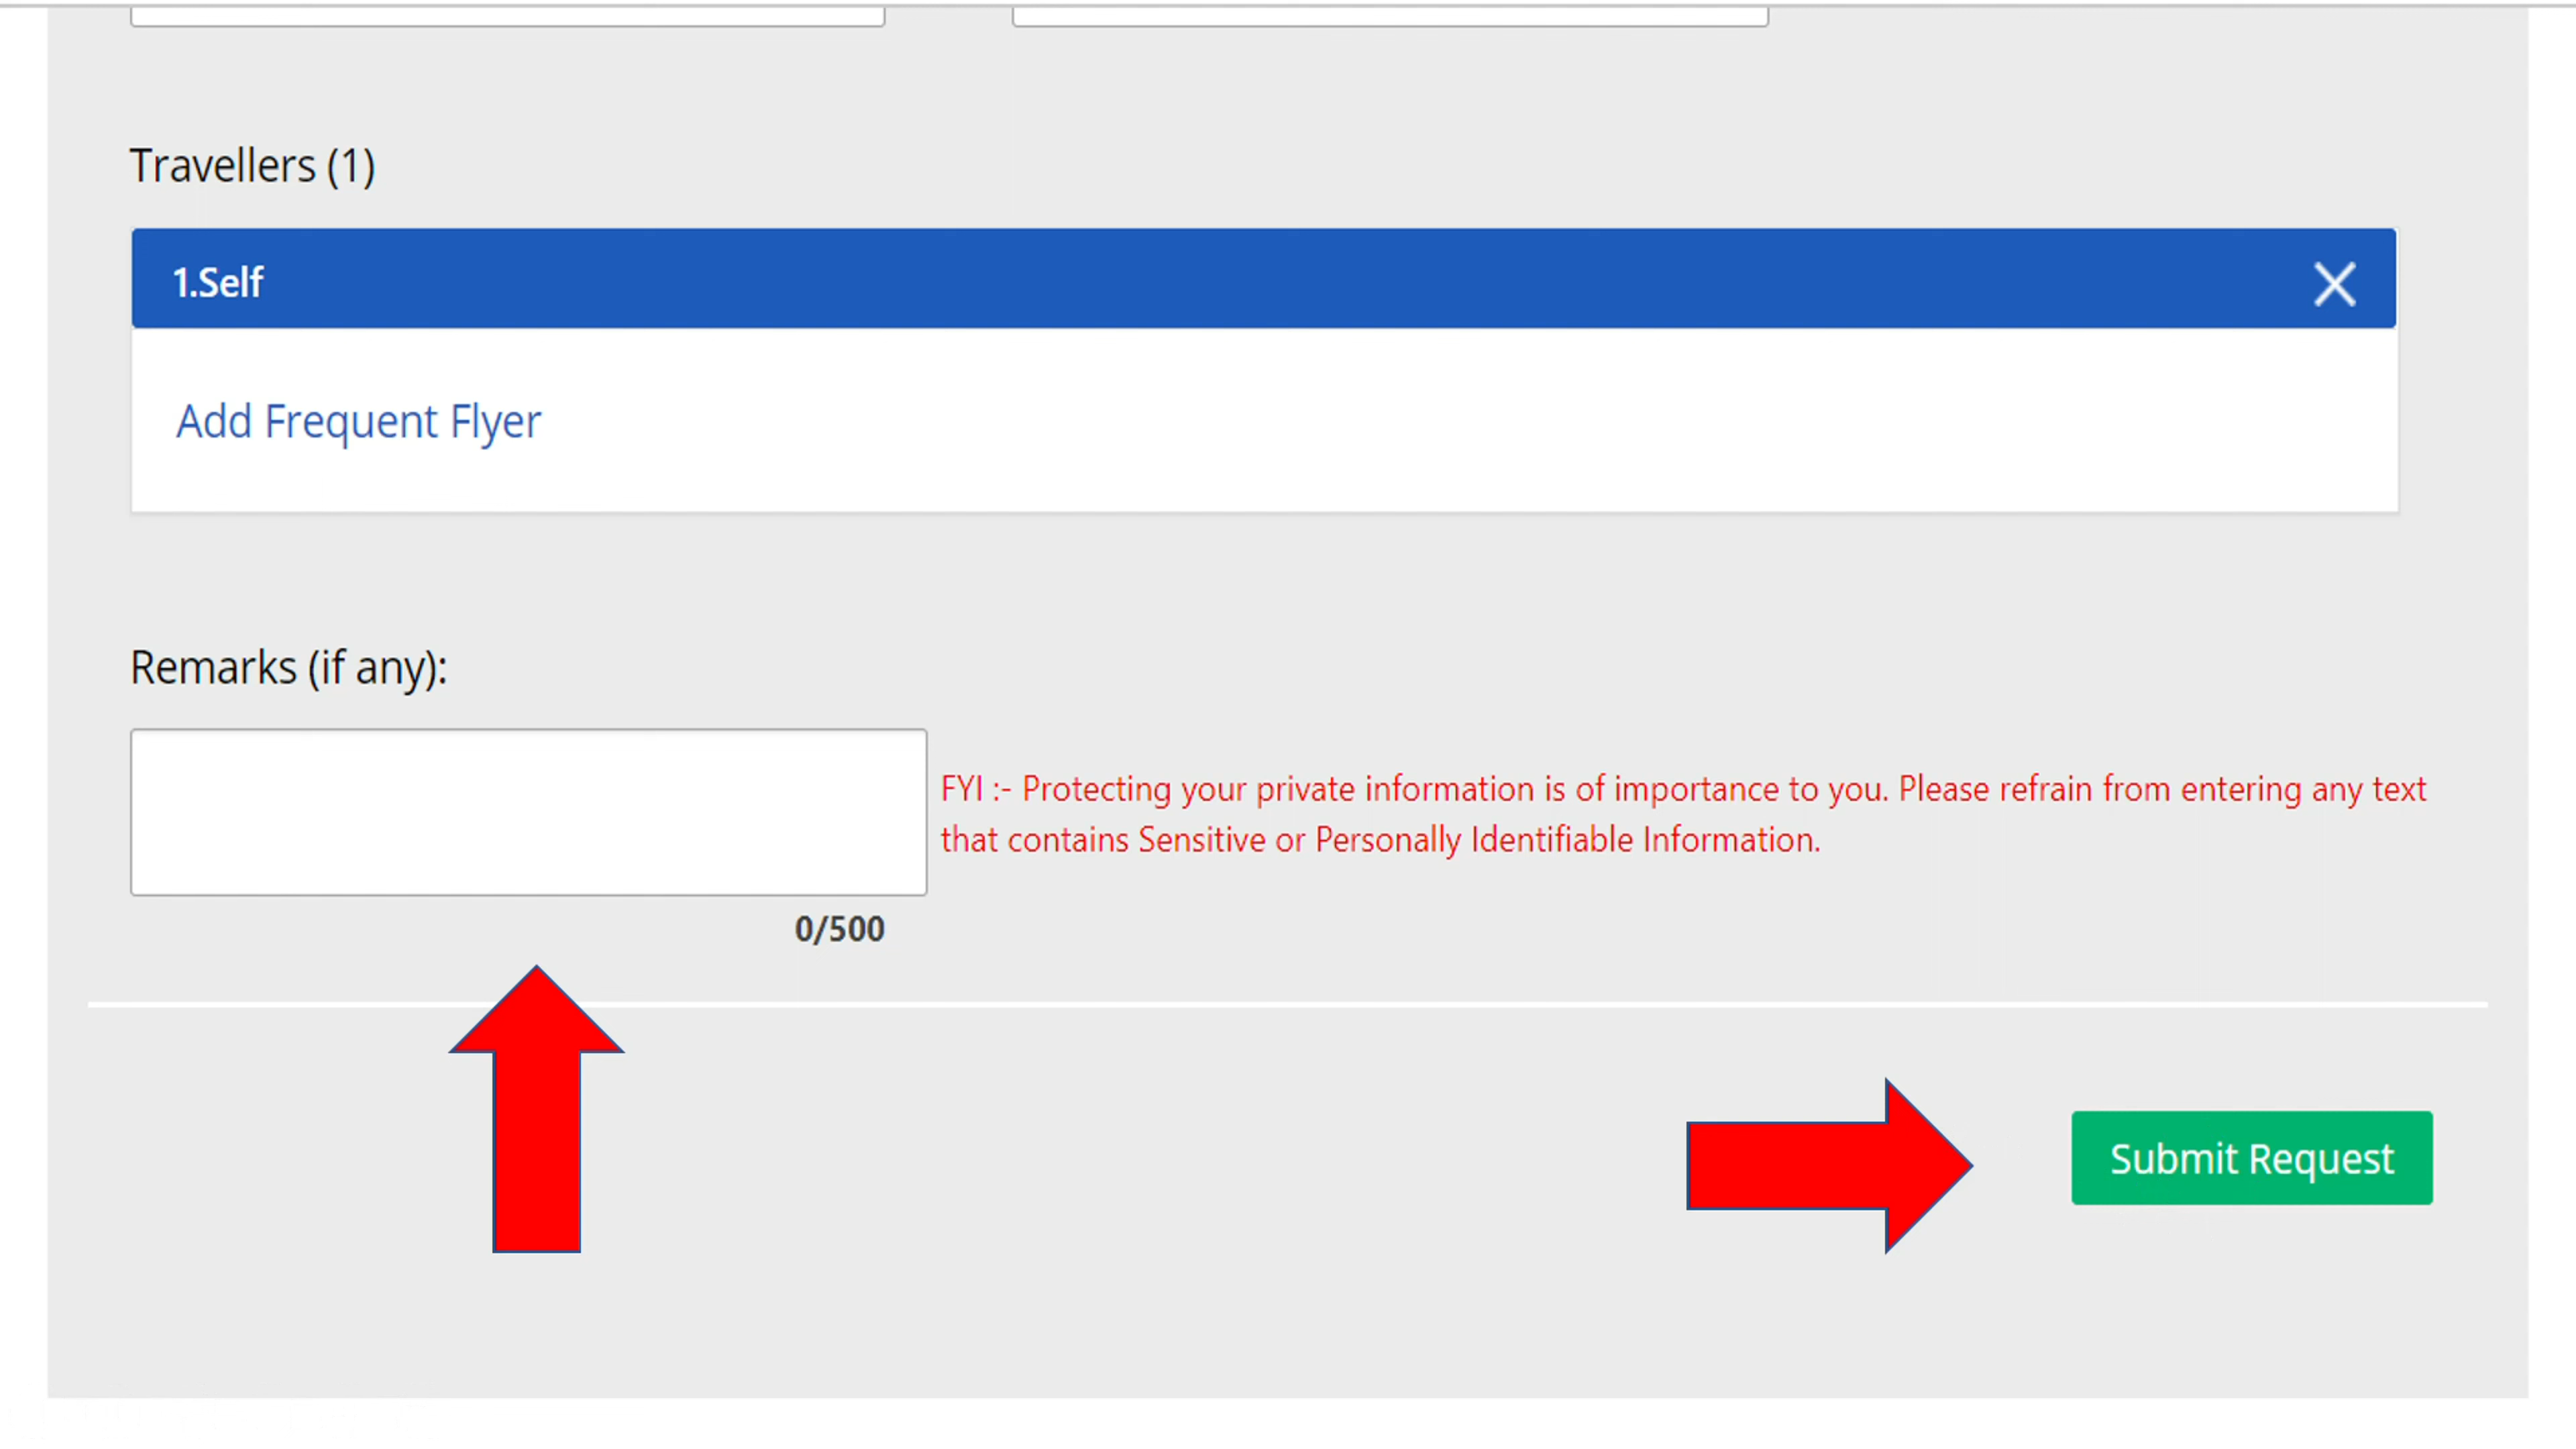 Travellers (1)
1.Self
Add Frequent Flyer
Remarks (if any):
FYI :- Protecting your private information is of importance to you. Please refrain from entering any text
that contains Sensitive or Personally Identifiable Information.
0/500
Submit Request